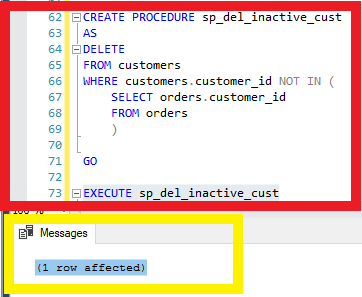 62 CREATE PROCEDURE sp_del_inactive_cust
63 AS
64 DELETE
65 FROM customers
66 WHERE customers.customer_id NOT IN (
67 SELECT orders.customer_id
68 FROM orders
69 )
70
71 GO
72
73 EXECUTE sp_del_inactive_cust
Messages
(1 row affected)